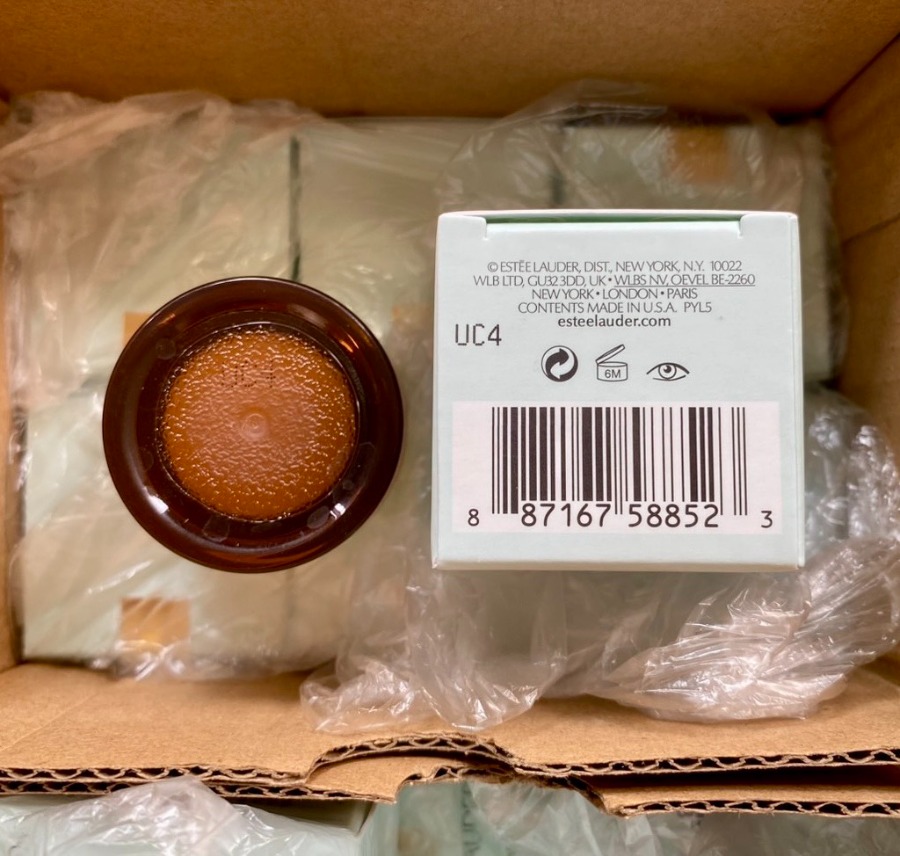 © ESTĒE LAUDER, DIST., NEW YORK, N.Y. 10022
WLB LTD, GU32 3DD, UK • WLBS NV, OEVEL BE-2260
NEW YORK • LONDON • PARIS
CONTENTS MADE IN U.S.A. PYL5
esteelauder.com
UC4
6M
8 87167 58852 3
UC4